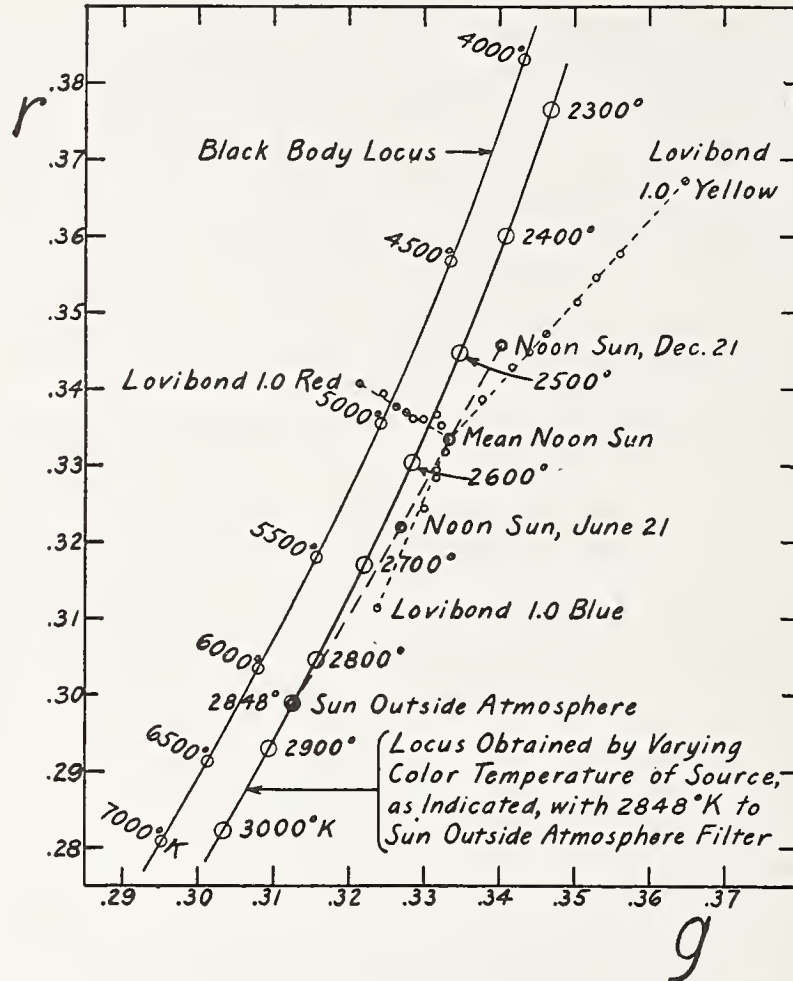 r
.38
.37
.36
.35
.34
.33
.32
.31
.30
.29
.28
4000°
Black Body Locus
2300°
Lovibond
1.0 Yellow
4500°
2400°
Noon Sun, Dec. 21
2500°
Lovibond 1.0 Red
5000°
Mean Noon Sun
2600°
Noon Sun, June 21
5500°
2700°
Lovibond 1.0 Blue
6000°
2800°
2848°
Sun Outside Atmosphere
6500°
2900°
Locus Obtained by Varying
Color Temperature of Source,
as Indicated, with 2848°K to
Sun Outside Atmosphere Filter
7000°K
3000°K
.29 .30 .31 .32 .33 .34 .35 .36 .37
g